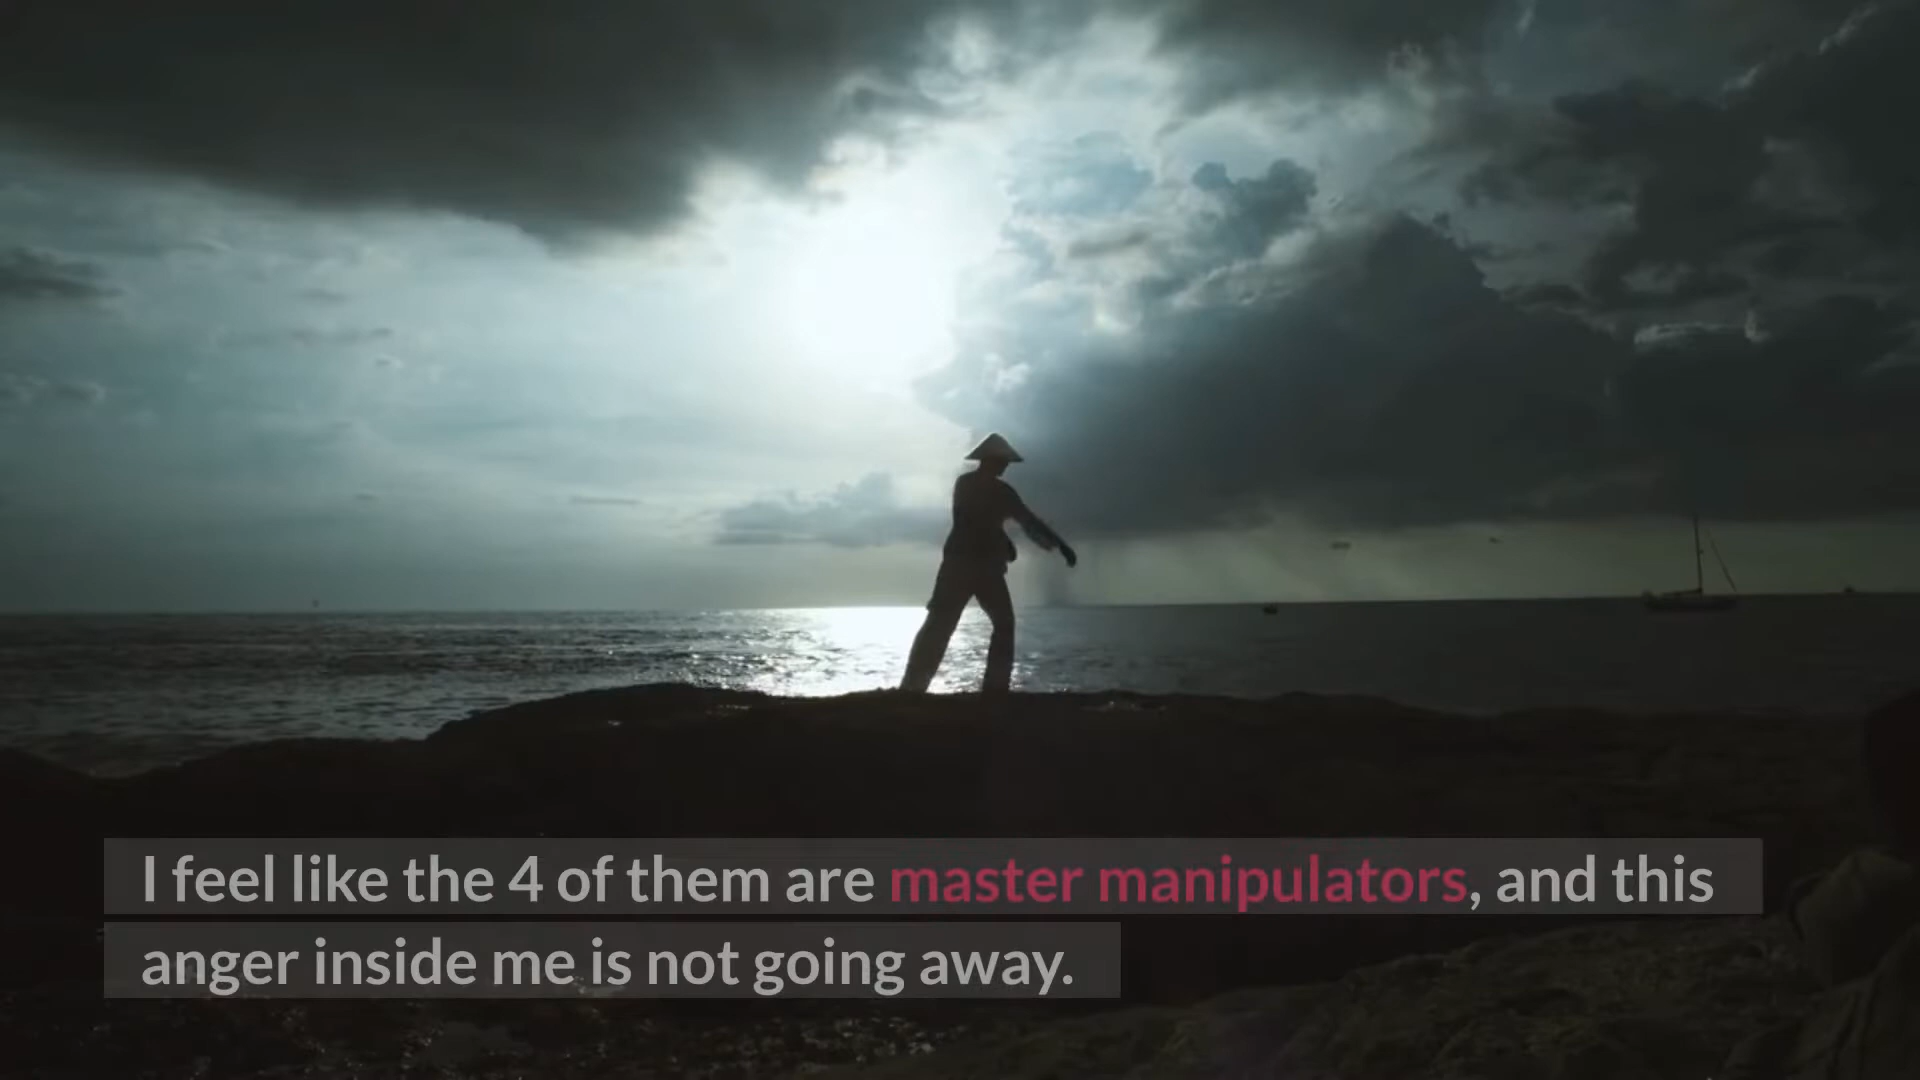 I feel like the 4 of them are master manipulators, and this
anger inside me is not going away.